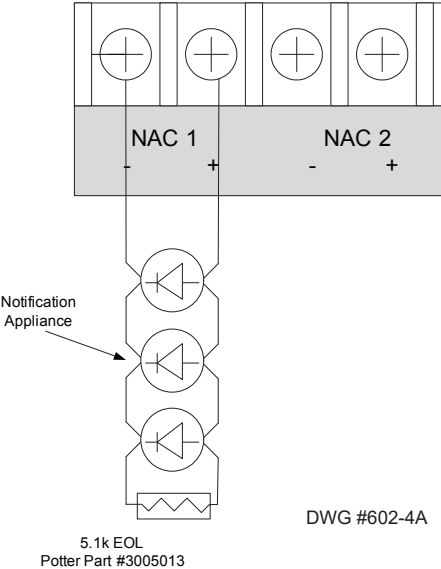 NAC 1
NAC 2
- + - +
Notification
Appliance
DWG #602-4A
5.1k EOL
Potter Part #3005013